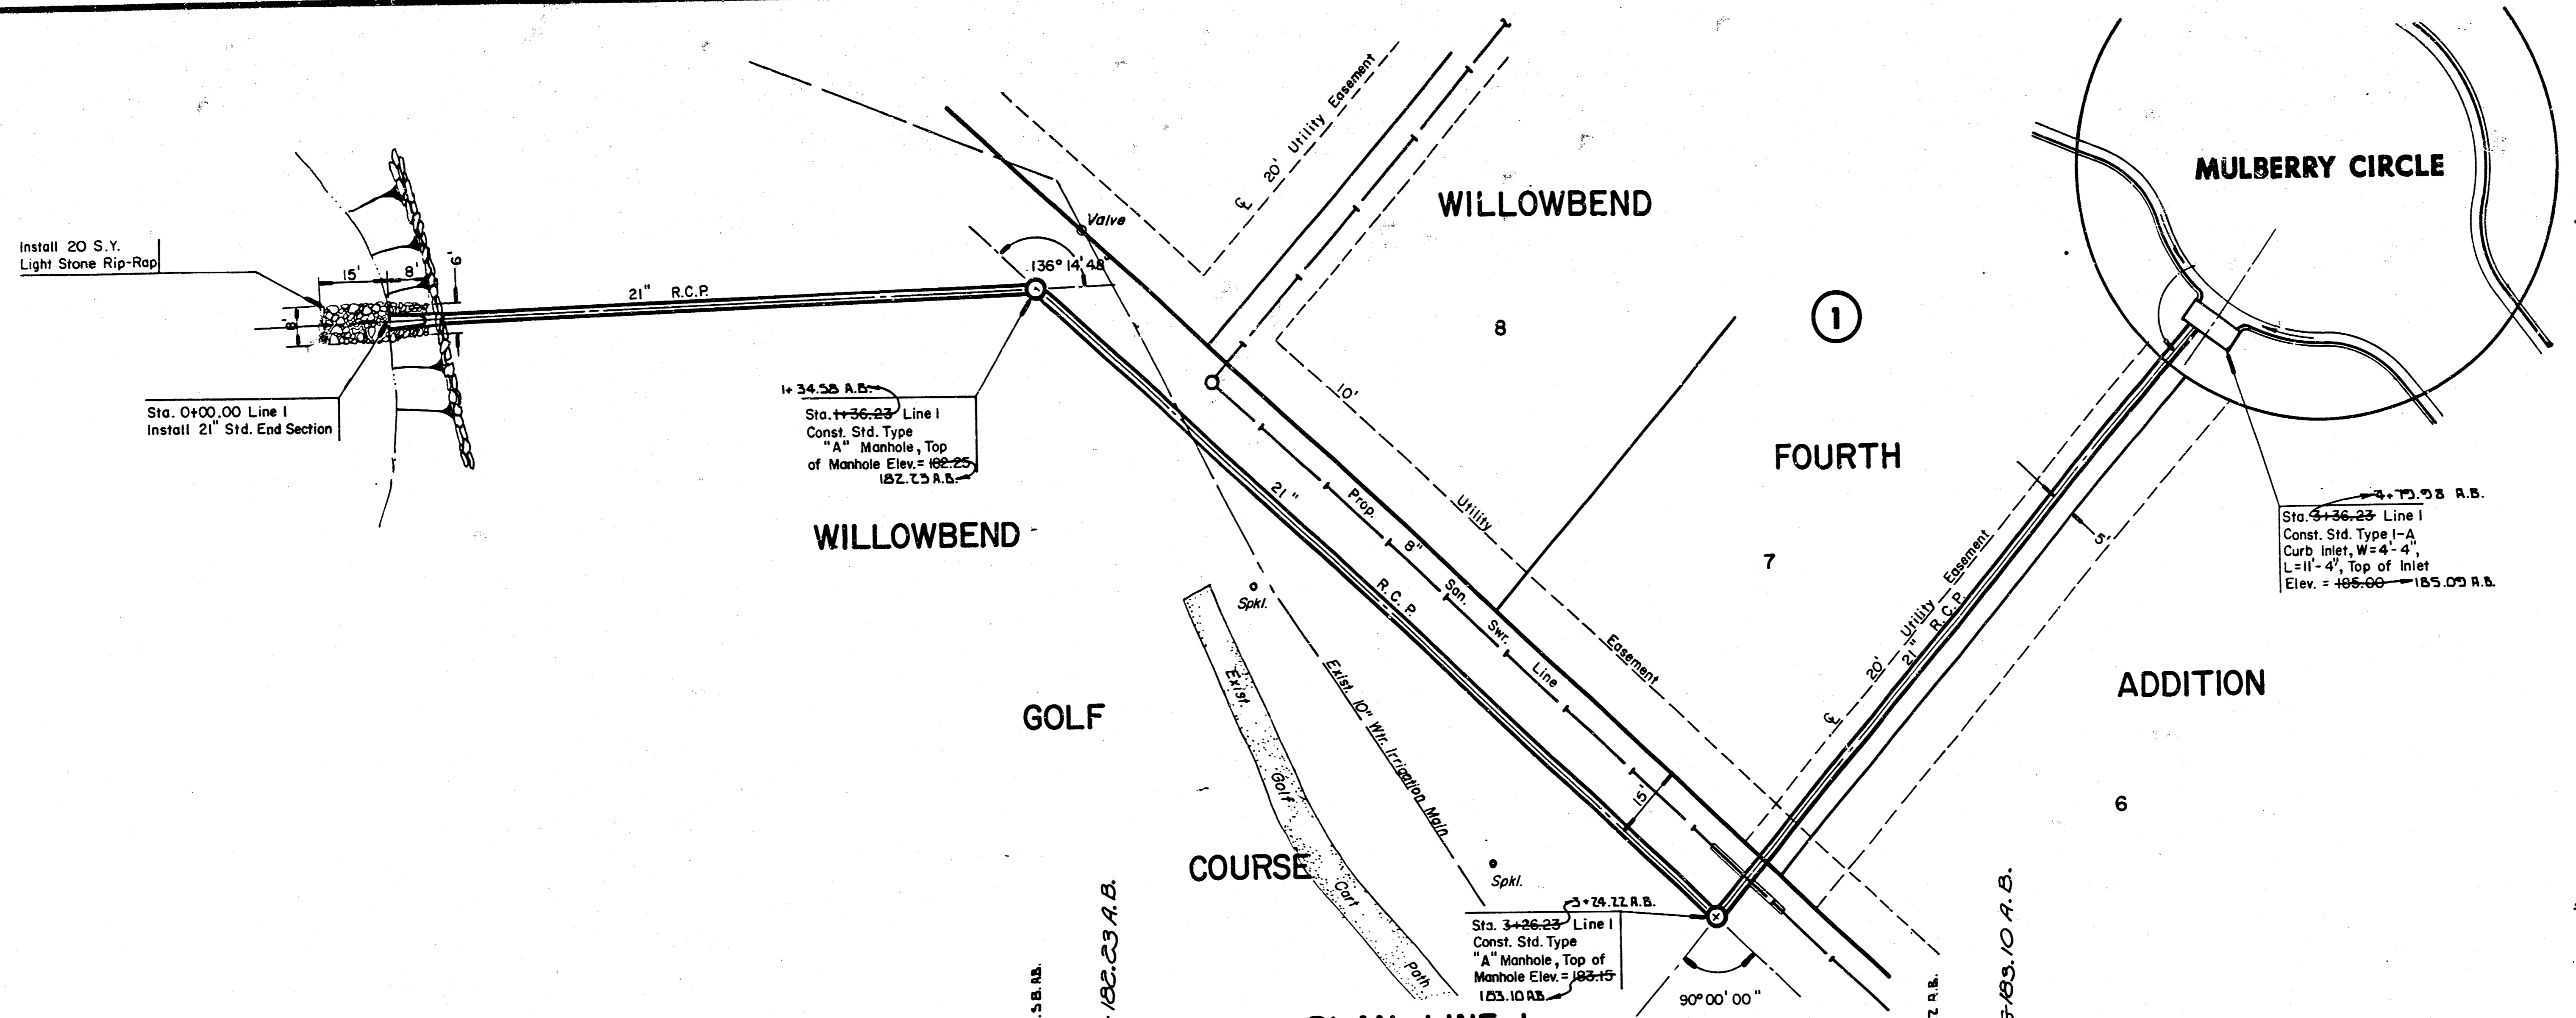 Install 20 S.Y.
Light Stone Rip-Rap
15'
8'
6'
8'
21" R.C.P.
Sta. 0+00.00 Line 1
Install 21" Std. End Section
Valve
136° 14' 48"
1+34.58 A.B.
Sta. 1+36.23 Line 1
Const. Std. Type
"A" Manhole, Top
of Manhole Elev. = 182.25
182.23 A.B.
℄ 20' Utility Easement
WILLOWBEND
8
1
MULBERRY CIRCLE
10'
Utility
Easement
FOURTH
7
WILLOWBEND
21"
R.C.P.
Prop.
8"
San.
Swr.
Line
Spkl.
Exist.
Golf
Cart
Path
Exist. 10" Wtr. Irrigation Main
GOLF
COURSE
15'
Spkl.
℄ 20' Utility Easement
21" R.C.P.
5'
4+79.98 A.B.
Sta. 3+36.23 Line 1
Const. Std. Type I-A
Curb Inlet, W=4'-4",
L=11'-4", Top of Inlet
Elev. = 185.00 185.09 A.B.
ADDITION
6
3+24.22 A.B.
Sta. 3+26.23 Line 1
Const. Std. Type
"A" Manhole, Top of
Manhole Elev. = 183.15
183.10 A.B.
90° 00' 00"
182.23 A.B.
183.10 A.B.